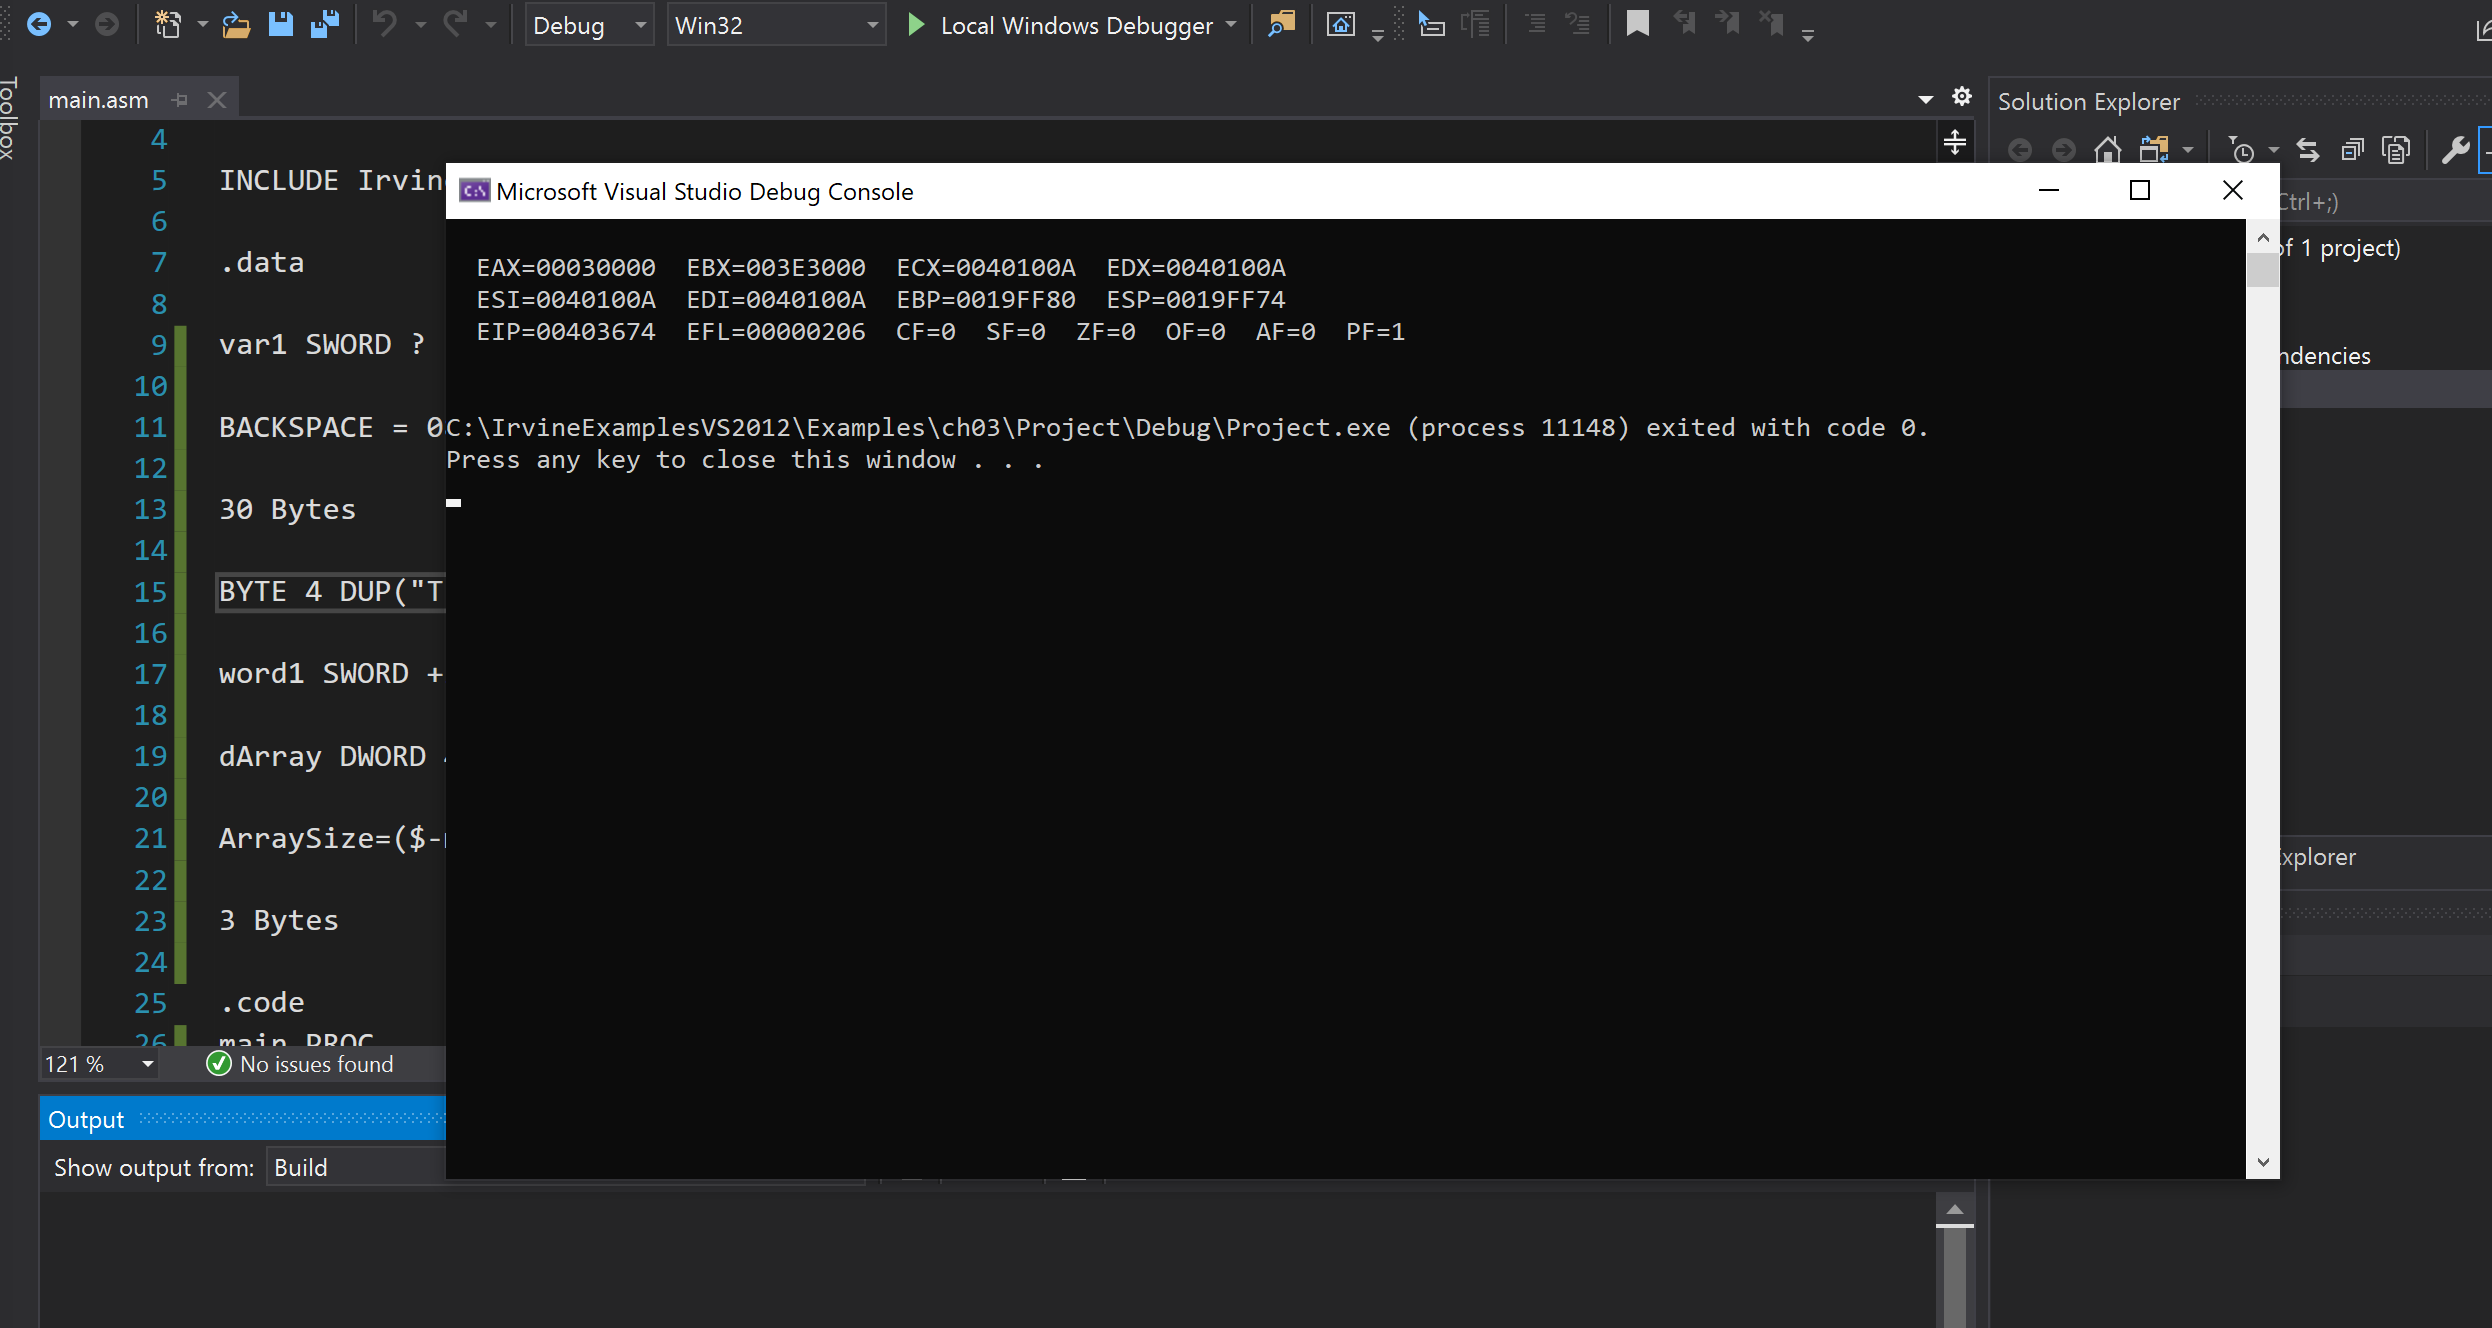 Debug Win32 Local Windows Debugger
Toolbox
main.asm
Solution Explorer
4
5 INCLUDE
6
7 .data
8
9 var1 SWORD ?
10
11 BACKSPACE =
12
13 30 Bytes
14
15 BYTE 4 DUP("T
16
17 word1 SWORD +
18
19 dArray DWORD
20
21 ArraySize=($-
22
23 3 Bytes
24
25 .code
26 main PROC
121 % No issues found
Output
Show output from: Build
Microsoft Visual Studio Debug Console
EAX=00030000 EBX=003E3000 ECX=0040100A EDX=0040100A
ESI=0040100A EDI=0040100A EBP=0019FF80 ESP=0019FF74
EIP=00403674 EFL=00000206 CF=0 SF=0 ZF=0 OF=0 AF=0 PF=1
C:\IrvineExamplesVS2012\Examples\ch03\Project\Debug\Project.exe (process 11148) exited with code 0.
Press any key to close this window . . .
Ctrl+;)
of 1 project)
ndencies
xplorer